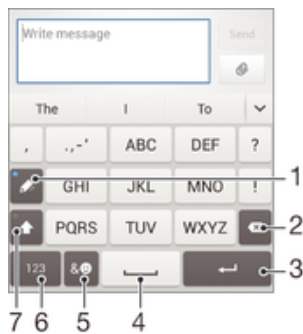 Write message
Send
The I To
, .,-' ABC DEF ?
GHI JKL MNO ! 1
PQRS TUV WXYZ 2
123 & 3
7 6 5 4